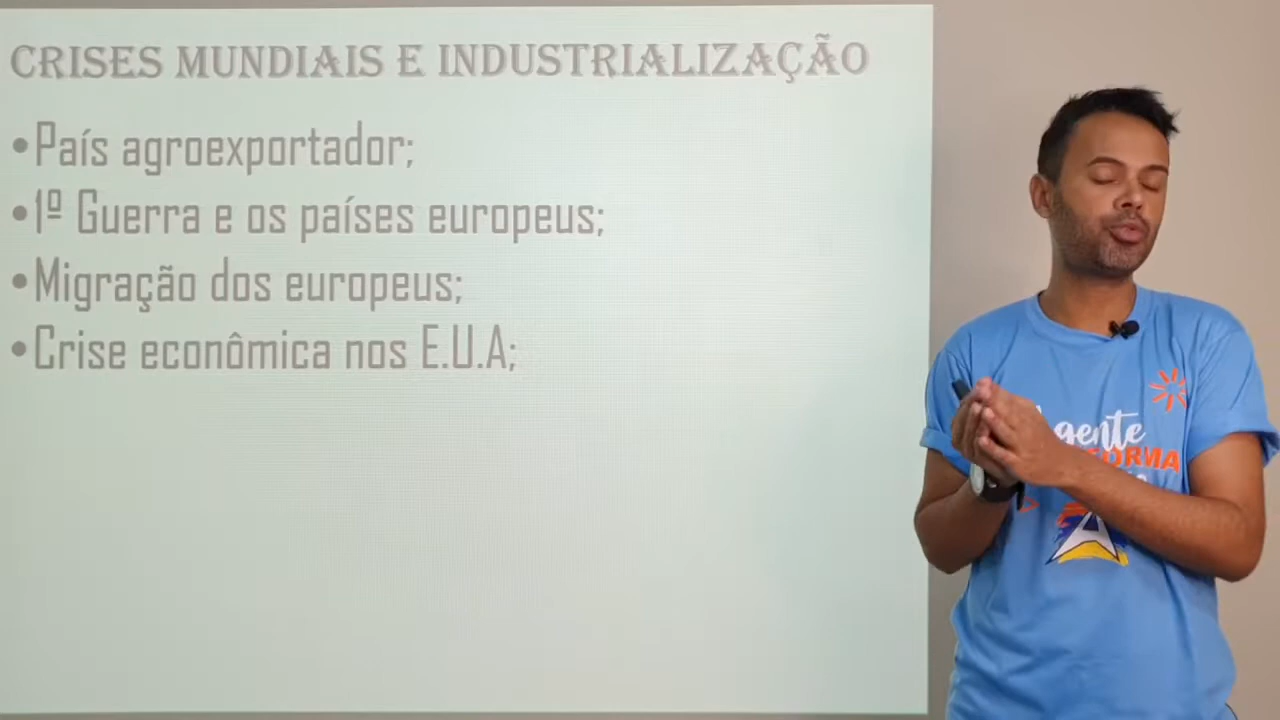 CRISES MUNDIAIS E INDUSTRIALIZAÇÃO
•País agroexportador;
•1º Guerra e os países europeus;
•Migração dos europeus;
•Crise econômica nos E.U.A;
gente